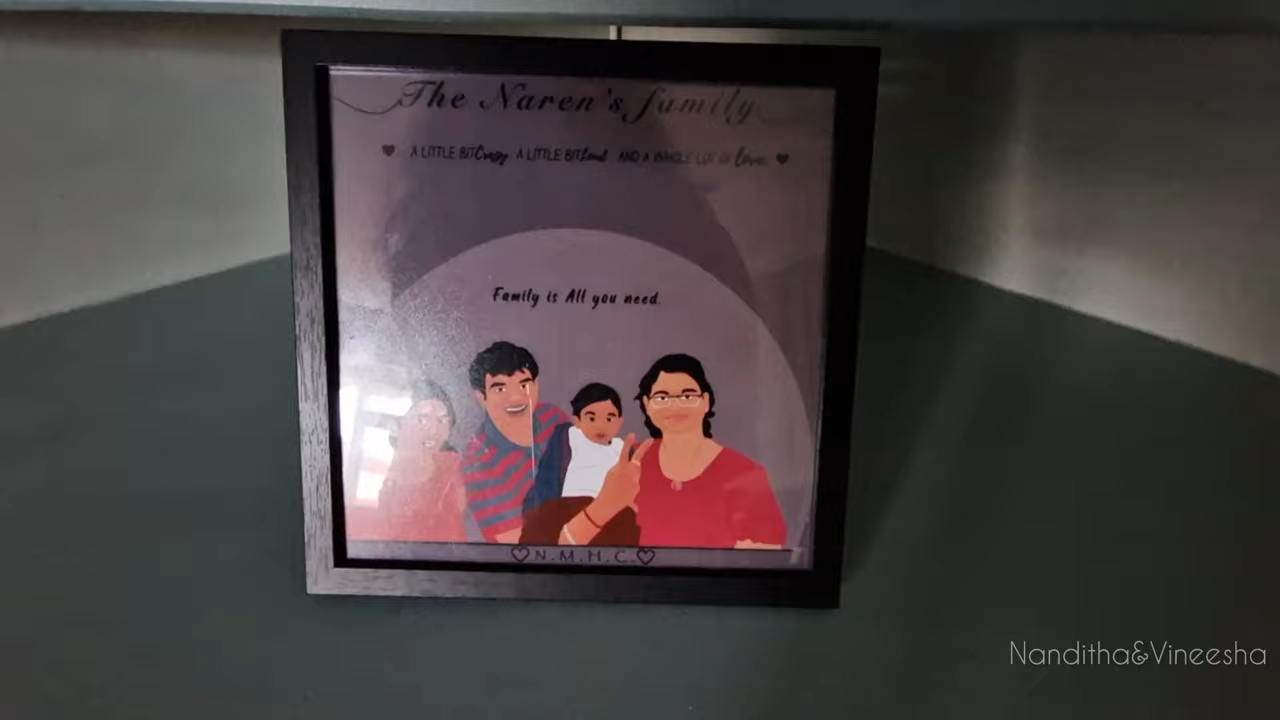 The Naren's family
A LITTLE BIT Crazy A LITTLE BIT Loud AND A WHOLE LOT OF love
Family is All you need.
N.M.H.C.
Nanditha&Vineesha